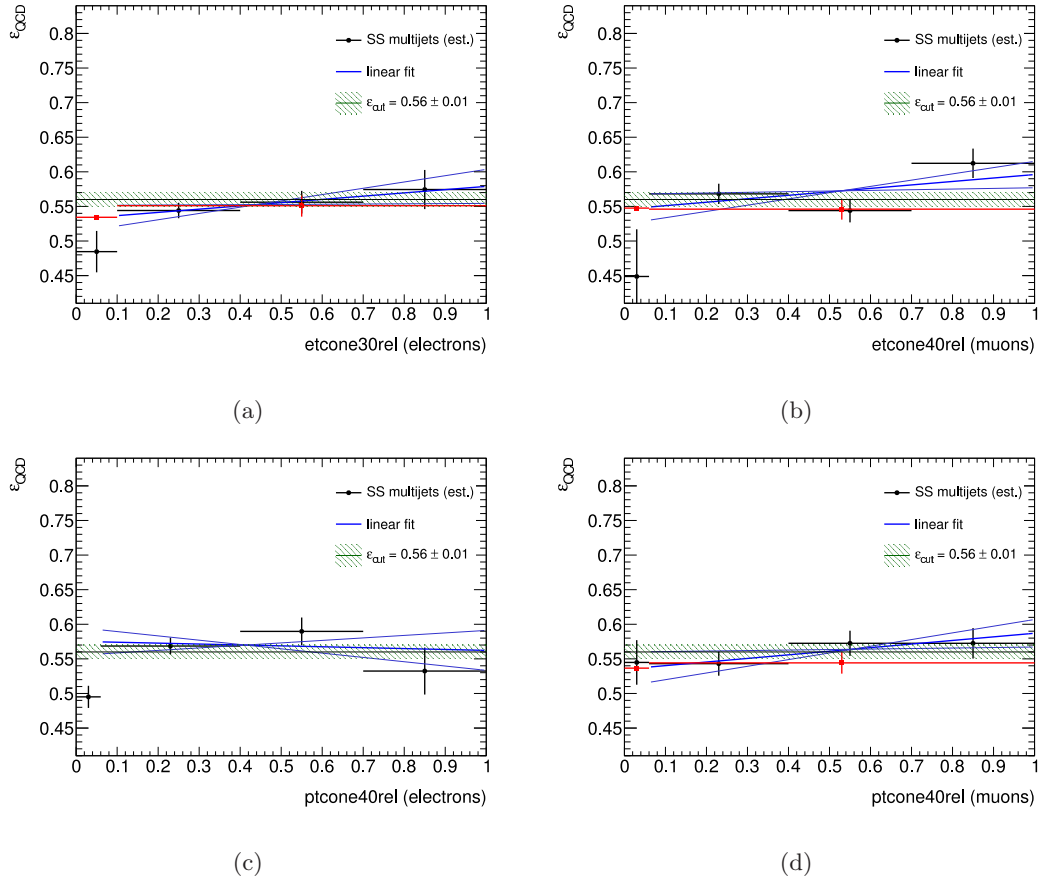 ε_QCD
0.8
0.75
0.7
0.65
0.6
0.55
0.5
0.45
SS multijets (est.)
linear fit
ε_cut = 0.56 ± 0.01
0 0.1 0.2 0.3 0.4 0.5 0.6 0.7 0.8 0.9 1
etcone30rel (electrons)
(a)
ε_QCD
0.8
0.75
0.7
0.65
0.6
0.55
0.5
0.45
SS multijets (est.)
linear fit
ε_cut = 0.56 ± 0.01
0 0.1 0.2 0.3 0.4 0.5 0.6 0.7 0.8 0.9 1
etcone40rel (muons)
(b)
ε_QCD
0.8
0.75
0.7
0.65
0.6
0.55
0.5
0.45
SS multijets (est.)
linear fit
ε_cut = 0.56 ± 0.01
0 0.1 0.2 0.3 0.4 0.5 0.6 0.7 0.8 0.9 1
ptcone40rel (electrons)
(c)
ε_QCD
0.8
0.75
0.7
0.65
0.6
0.55
0.5
0.45
SS multijets (est.)
linear fit
ε_cut = 0.56 ± 0.01
0 0.1 0.2 0.3 0.4 0.5 0.6 0.7 0.8 0.9 1
ptcone40rel (muons)
(d)